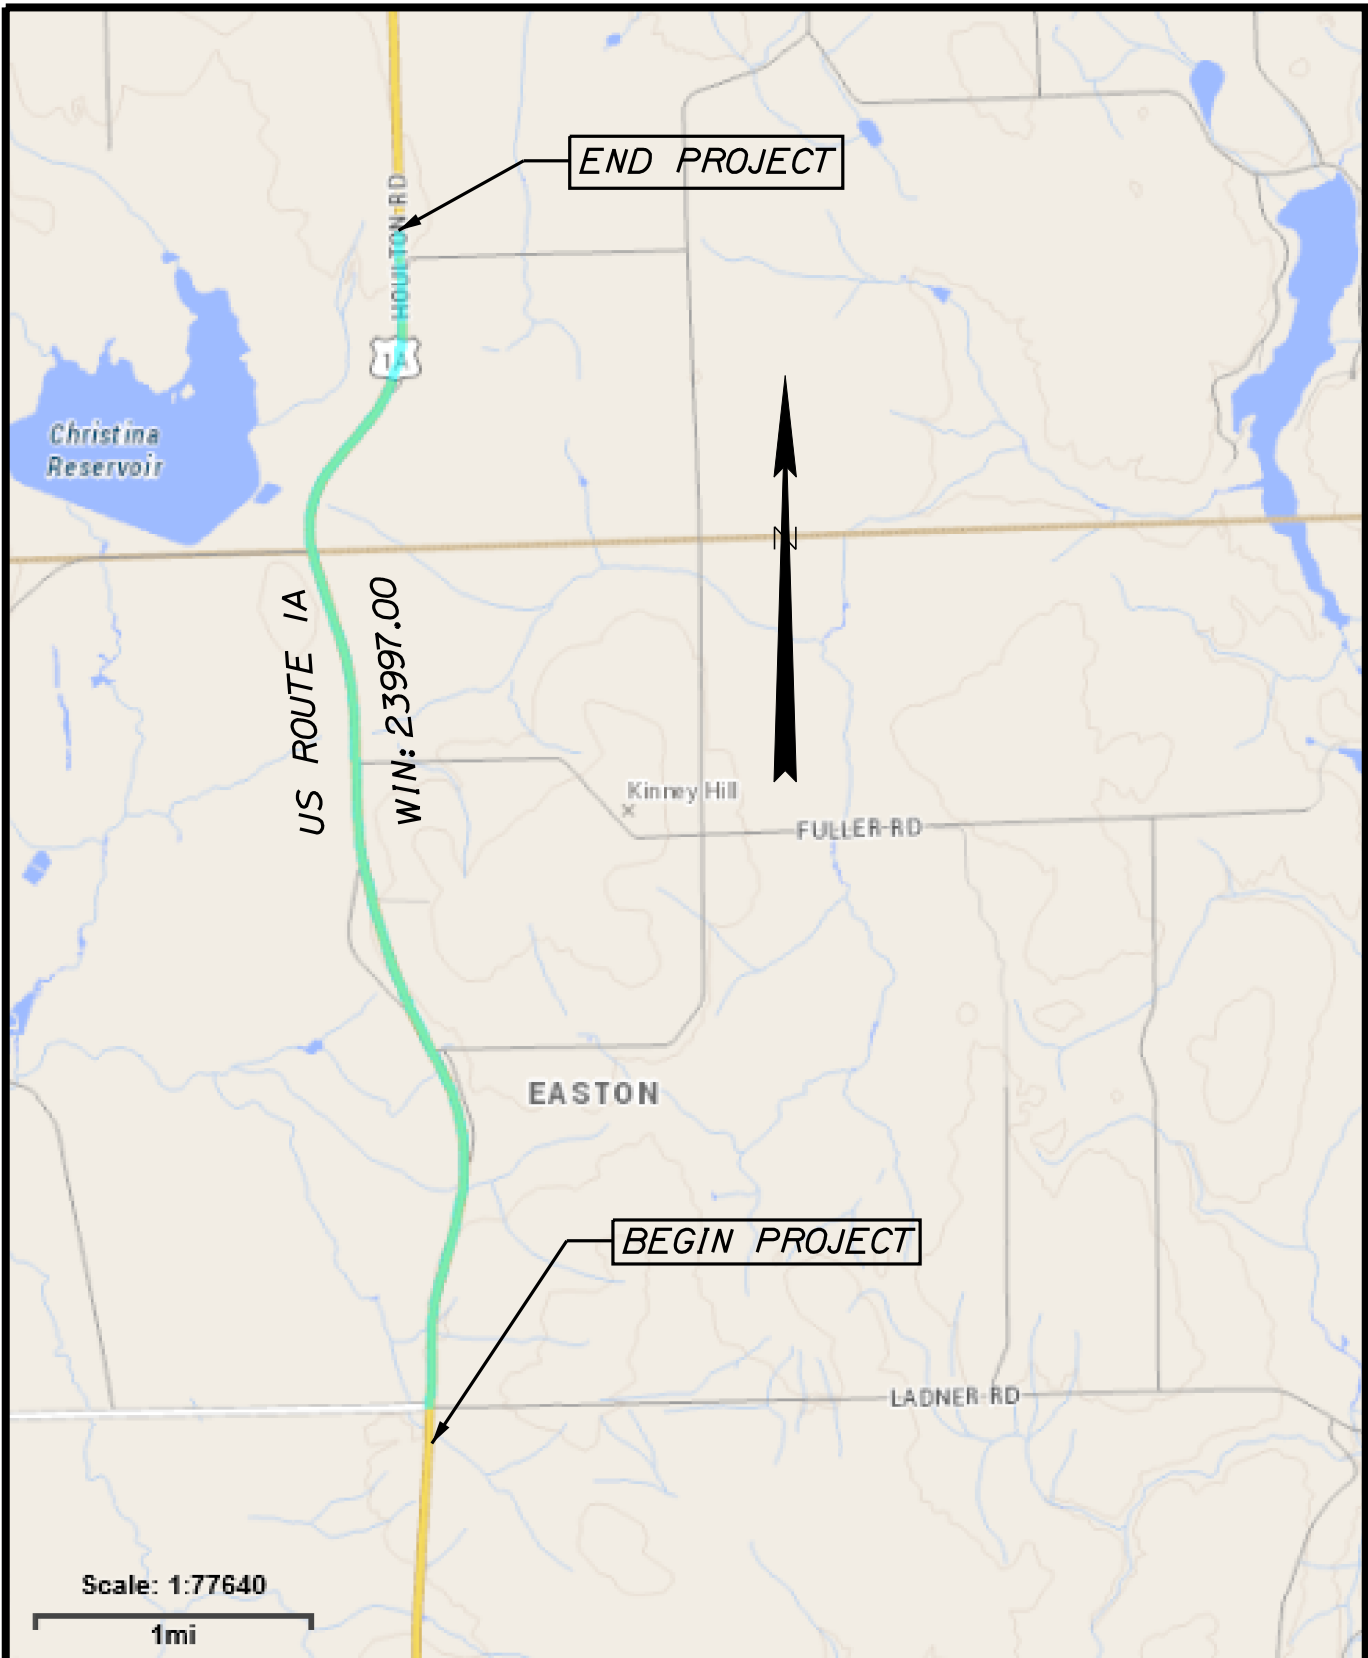 END PROJECT
HOULTON RD
1A
Christina
Reservoir
N
US ROUTE 1A
WIN: 23997.00
Kinney Hill
FULLER RD
EASTON
BEGIN PROJECT
LADNER RD
Scale: 1:77640
1mi